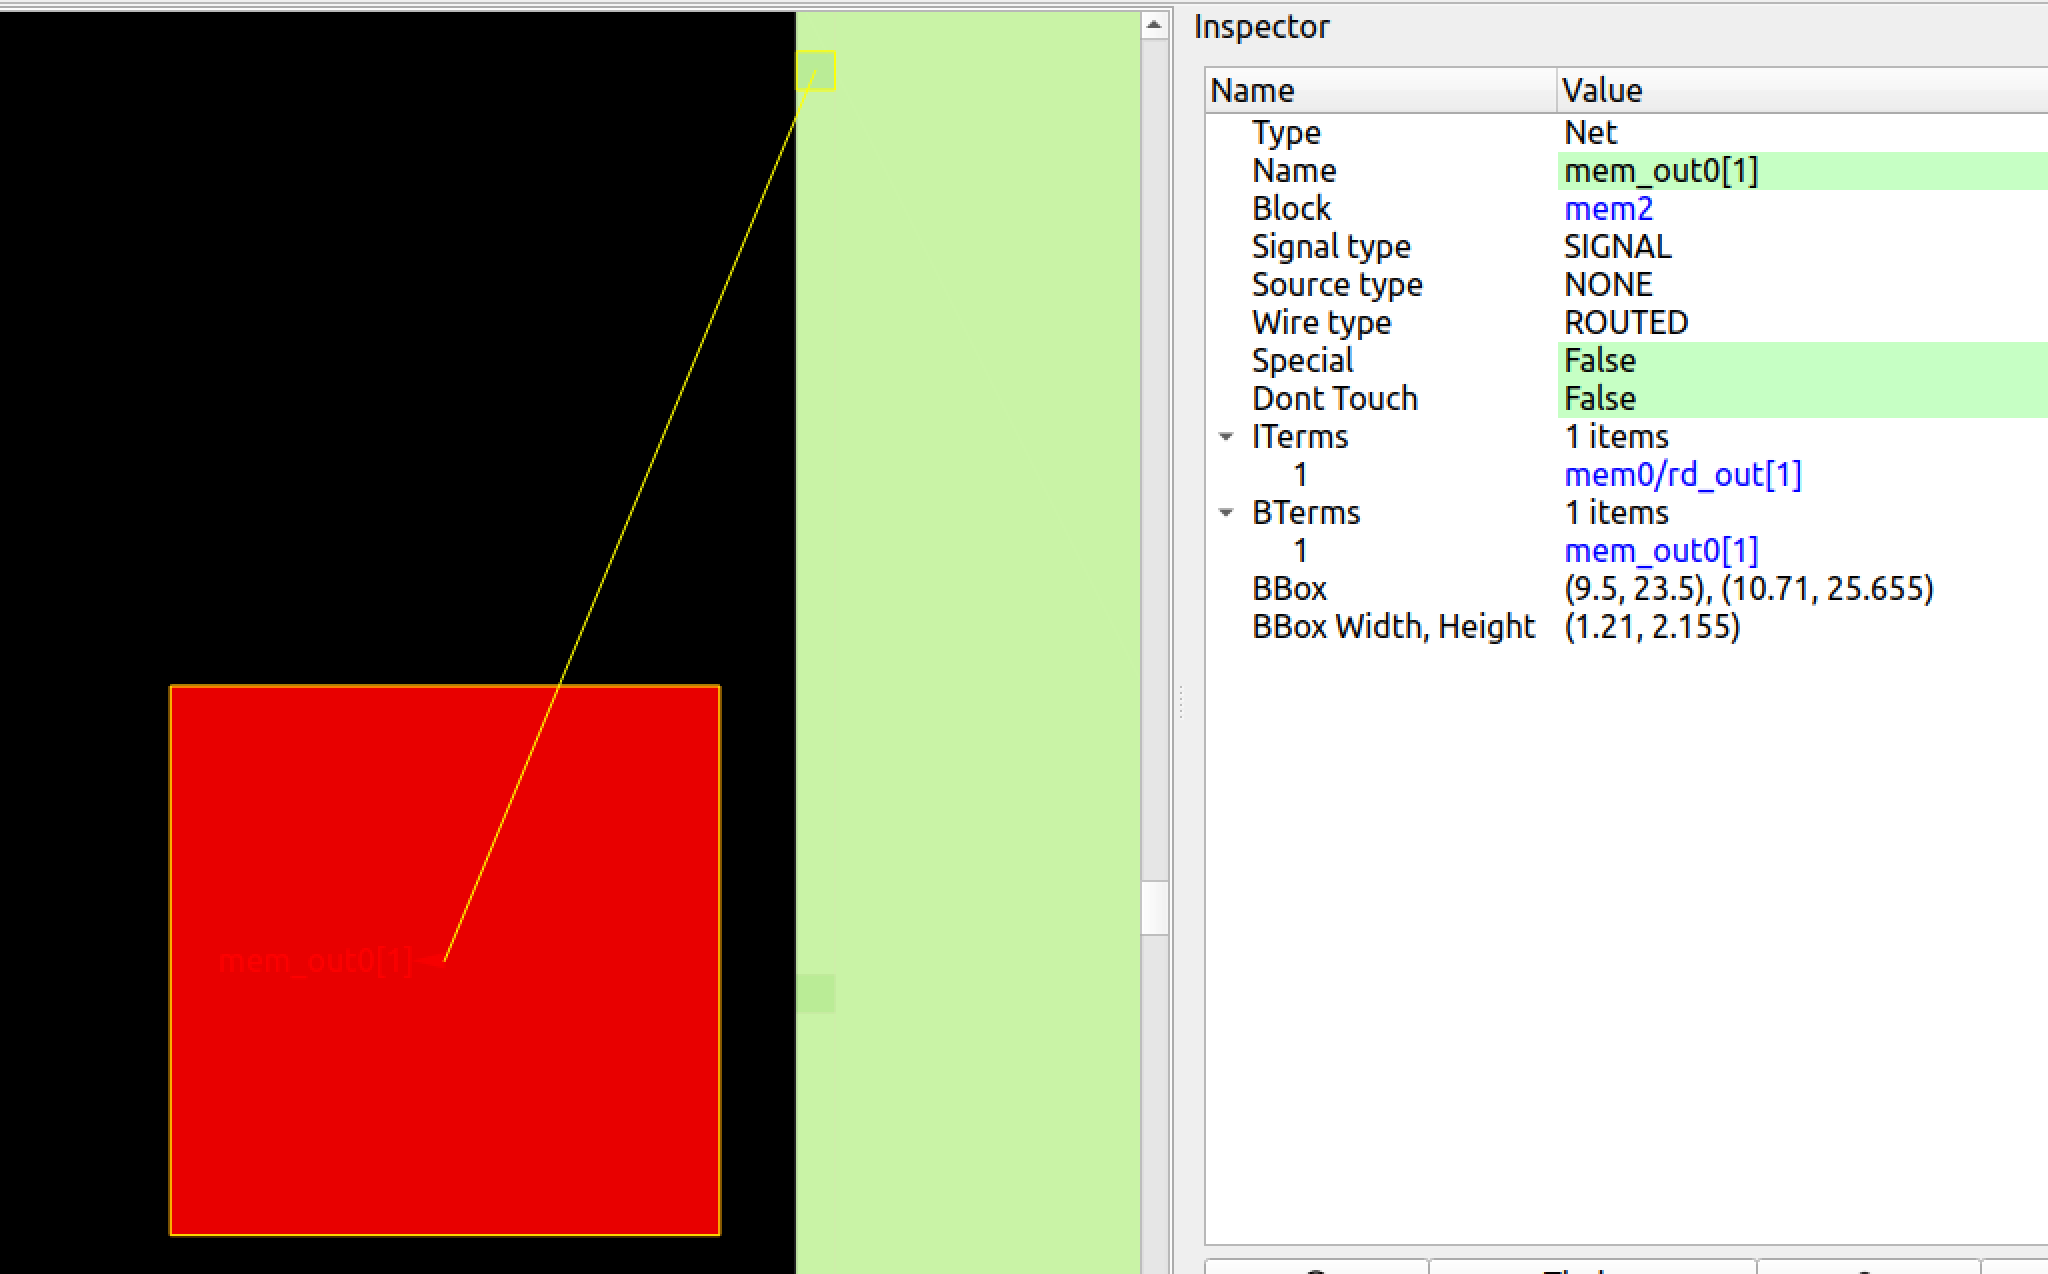 Inspector
Name Value
Type Net
Name mem_out0[1]
Block mem2
Signal type SIGNAL
Source type NONE
Wire type ROUTED
Special False
Dont Touch False
ITerms 1 items
1 mem0/rd_out[1]
BTerms 1 items
1 mem_out0[1]
BBox (9.5, 23.5), (10.71, 25.655)
BBox Width, Height (1.21, 2.155)
mem_out0[1]